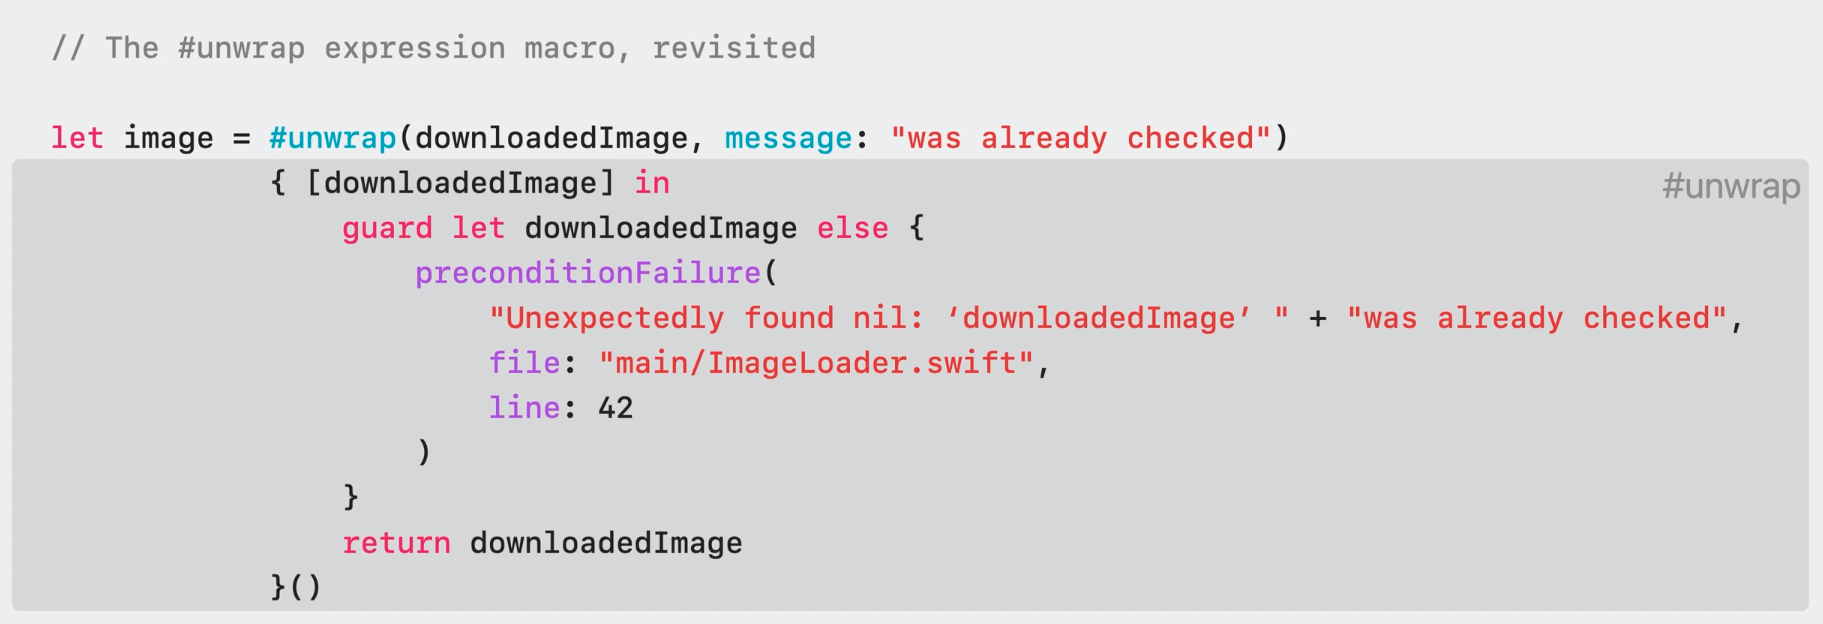 // The #unwrap expression macro, revisited
let image = #unwrap(downloadedImage, message: "was already checked")
{ [downloadedImage] in
#unwrap
guard let downloadedImage else {
preconditionFailure(
"Unexpectedly found nil: ‘downloadedImage’ " + "was already checked",
file: "main/ImageLoader.swift",
line: 42
)
}
return downloadedImage
}()